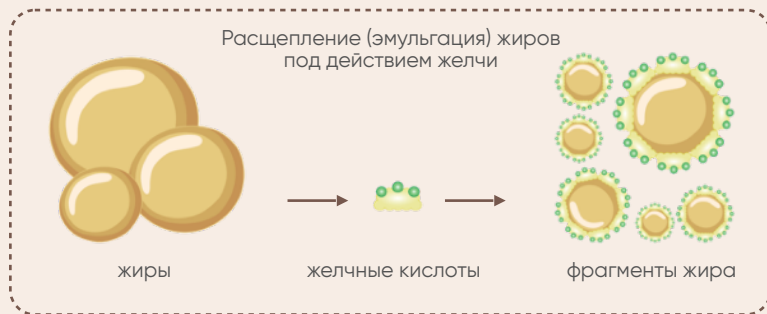 Расщепление (эмульгация) жиров
под действием желчи
жиры
желчные кислоты
фрагменты жира